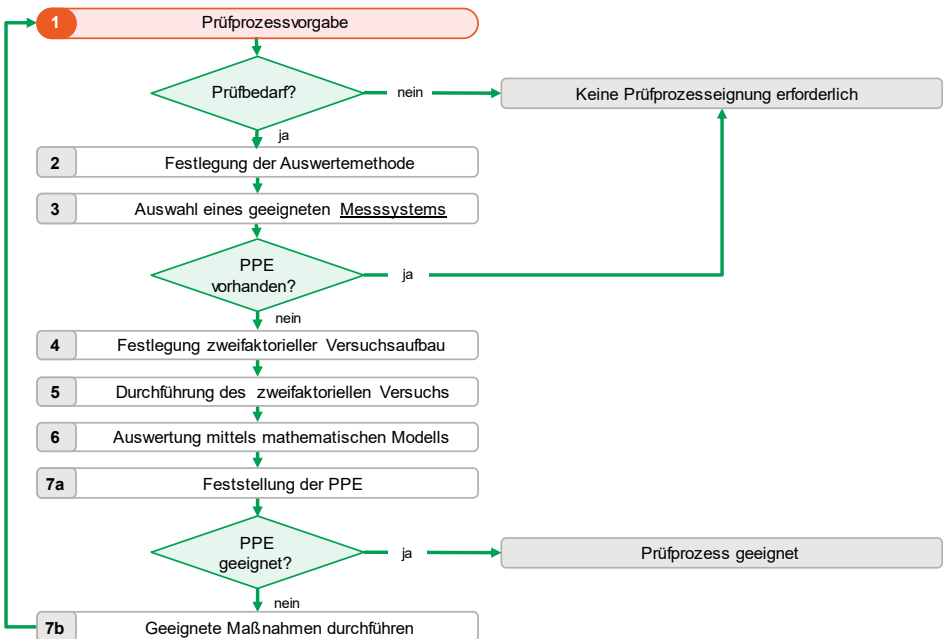 1 Prüfprozessvorgabe
Prüfbedarf?
nein
Keine Prüfprozesseignung erforderlich
ja
2 Festlegung der Auswertemethode
3 Auswahl eines geeigneten Messsystems
PPE
vorhanden?
ja
nein
4 Festlegung zweifaktorieller Versuchsaufbau
5 Durchführung des zweifaktoriellen Versuchs
6 Auswertung mittels mathematischen Modells
7a Feststellung der PPE
PPE
geeignet?
ja
Prüfprozess geeignet
nein
7b Geeignete Maßnahmen durchführen